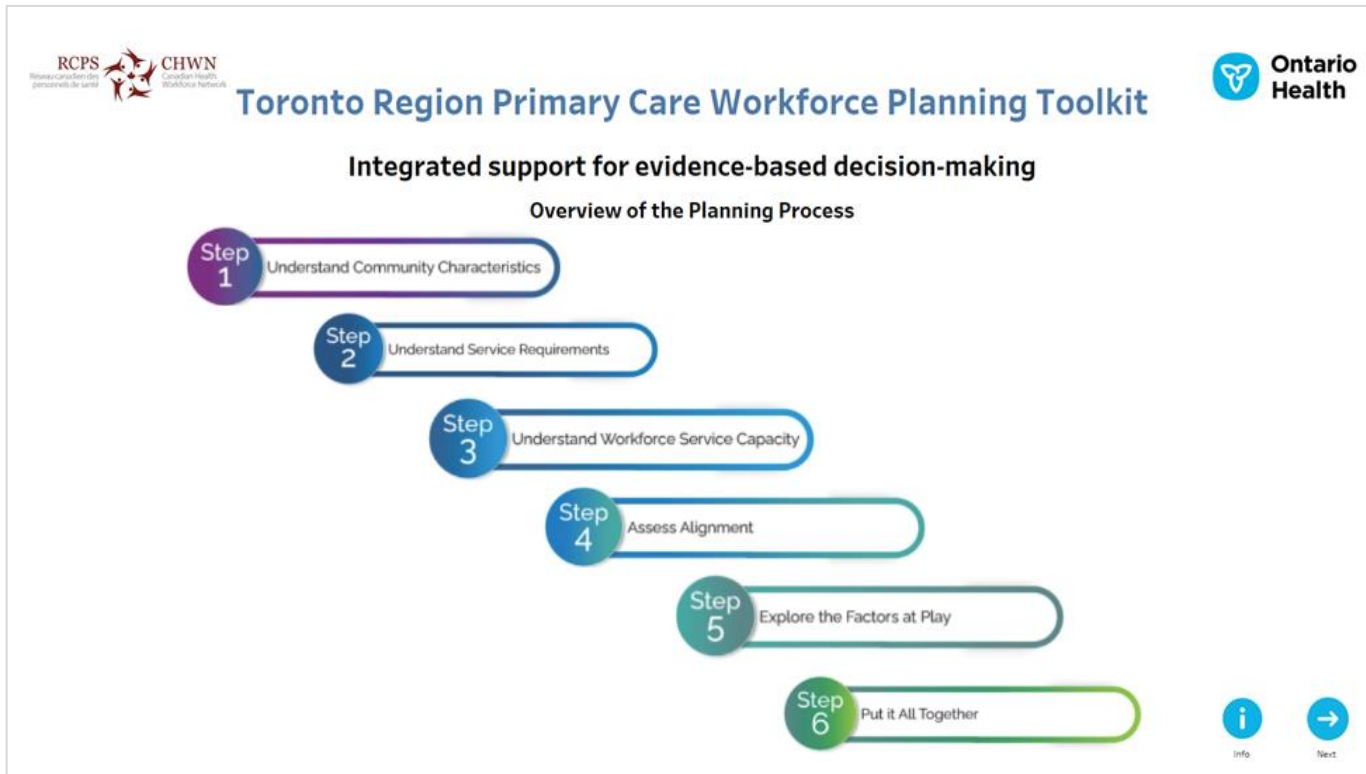 RCPS
Réseau canadien des
personnels de santé
CHWN
Canadian Health
Workforce Network
Ontario
Health
Toronto Region Primary Care Workforce Planning Toolkit
Integrated support for evidence-based decision-making
Overview of the Planning Process
Step
1
Understand Community Characteristics
Step
2
Understand Service Requirements
Step
3
Understand Workforce Service Capacity
Step
4
Assess Alignment
Step
5
Explore the Factors at Play
Step
6
Put it All Together
i
Info
Next